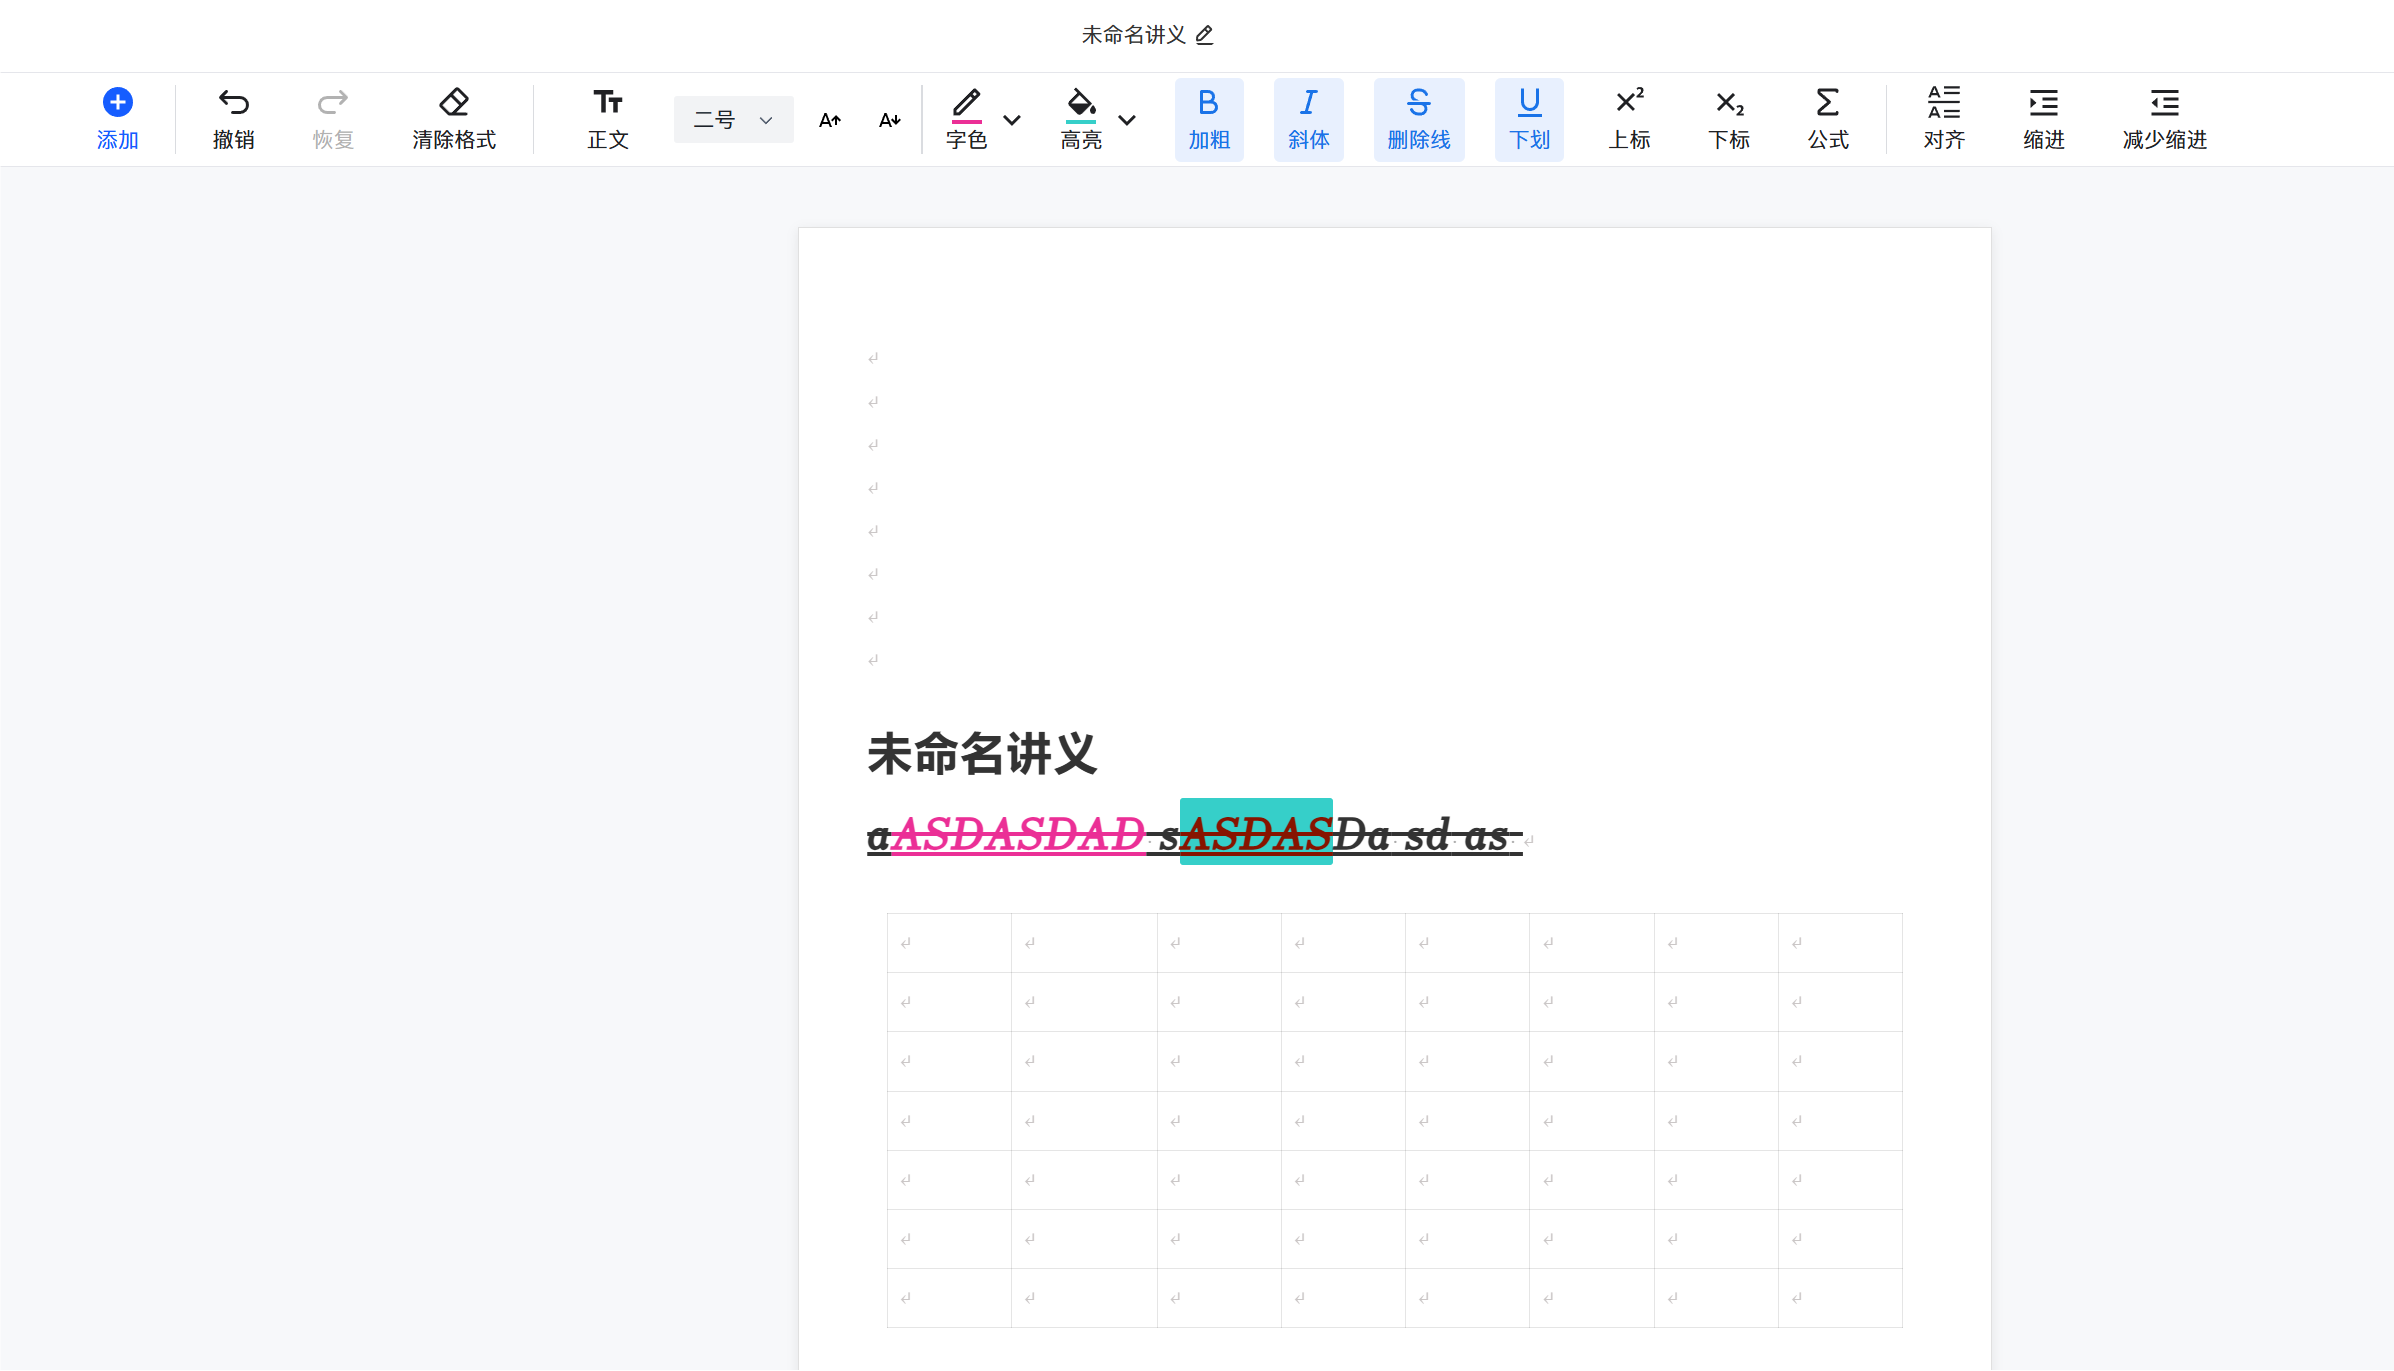 未命名讲义
添加 撤销 恢复 清除格式 正文 二号 A A 字色 高亮 加粗 斜体 删除线 下划 上标 下标 公式 对齐 缩进 减少缩进
未命名讲义
aASDASDAD sASDASDa sd as